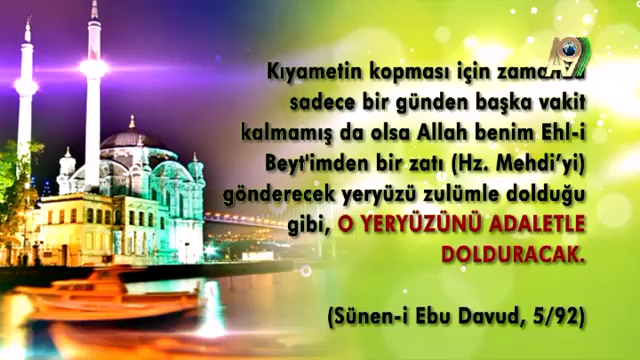 A9
Kıyametin kopması için
sadece bir günden başka vakit
kalmamış da olsa Allah benim Ehl-i
Beyt'imden bir zatı (Hz. Mehdi'yi)
gönderecek yeryüzü zulümle dolduğu
gibi, O YERYÜZÜNÜ ADALETLE
DOLDURACAK.
(Sünen-i Ebu Davud, 5/92)